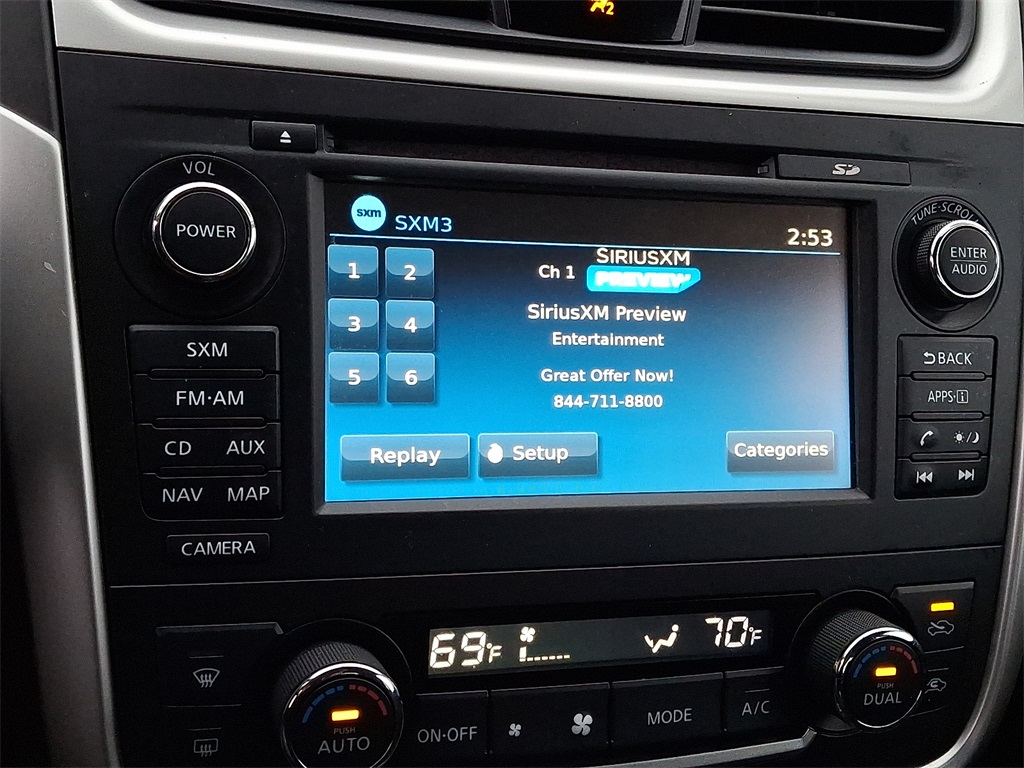 2
SD
VOL
POWER
TUNE·SCROLL
ENTER
AUDIO
sxm SXM3
2:53
1 2
3 4
5 6
Ch 1
SIRIUSXM
PREVIEW
SiriusXM Preview
Entertainment
Great Offer Now!
844-711-8800
Replay
Setup
Categories
SXM
FM·AM
CD AUX
NAV MAP
CAMERA
BACK
APPS·i
69°F
70°F
PUSH
AUTO
ON·OFF
MODE
A/C
PUSH
DUAL